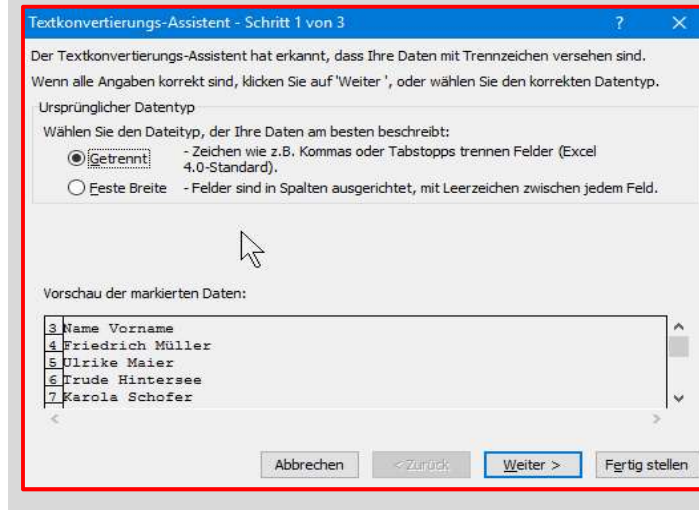 Textkonvertierungs-Assistent - Schritt 1 von 3 ? ✕
Der Textkonvertierungs-Assistent hat erkannt, dass Ihre Daten mit Trennzeichen versehen sind.
Wenn alle Angaben korrekt sind, klicken Sie auf 'Weiter ', oder wählen Sie den korrekten Datentyp.
Ursprünglicher Datentyp
Wählen Sie den Dateityp, der Ihre Daten am besten beschreibt:
Getrennt - Zeichen wie z.B. Kommas oder Tabstopps trennen Felder (Excel
4.0-Standard).
Feste Breite - Felder sind in Spalten ausgerichtet, mit Leerzeichen zwischen jedem Feld.
Vorschau der markierten Daten:
3 Name Vorname
4 Friedrich Müller
5 Ulrike Maier
6 Trude Hintersee
7 Karola Schofer
Abbrechen < Zurück Weiter > Fertig stellen